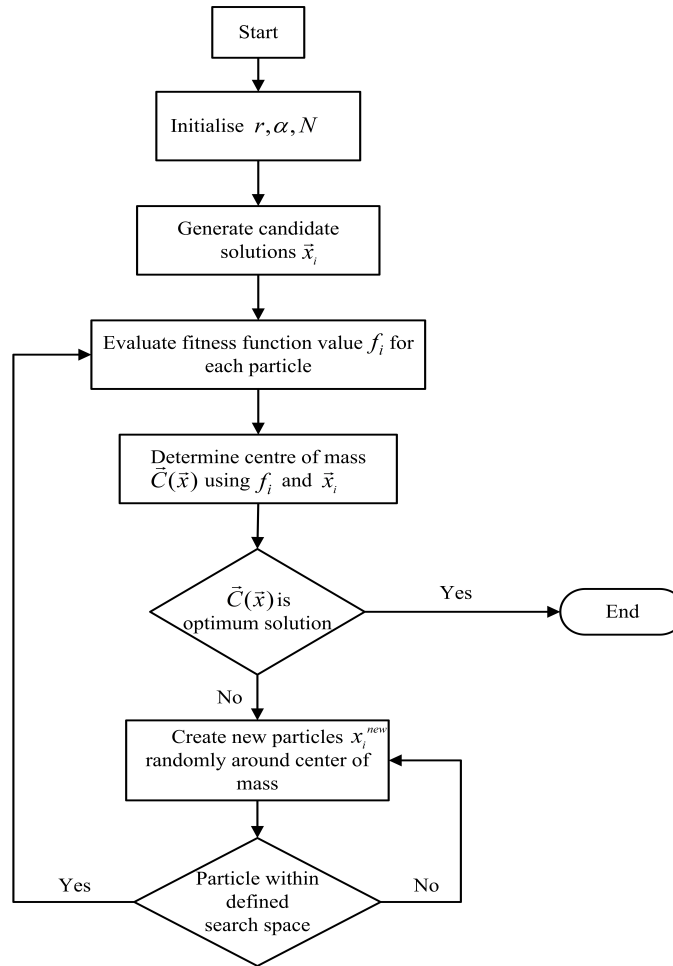 Start
Initialise r, α, N
Generate candidate
solutions x⃗ᵢ
Evaluate fitness function value fᵢ for
each particle
Determine centre of mass
C⃗(x⃗) using fᵢ and x⃗ᵢ
C⃗(x⃗) is
optimum solution
Yes
End
No
Create new particles xᵢⁿᵉʷ
randomly around center of
mass
Particle within
defined
search space
Yes
No